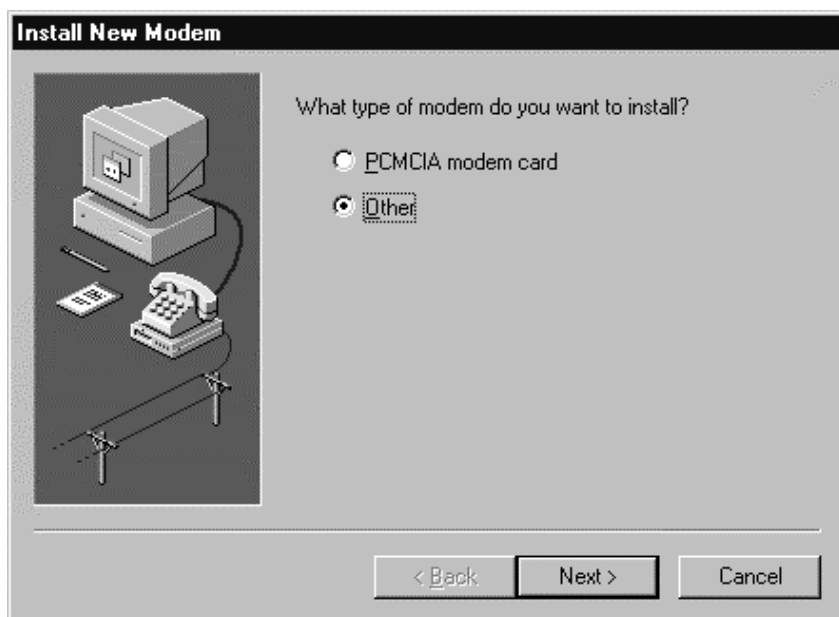 Install New Modem
What type of modem do you want to install?
PCMCIA modem card
Other
< Back
Next >
Cancel